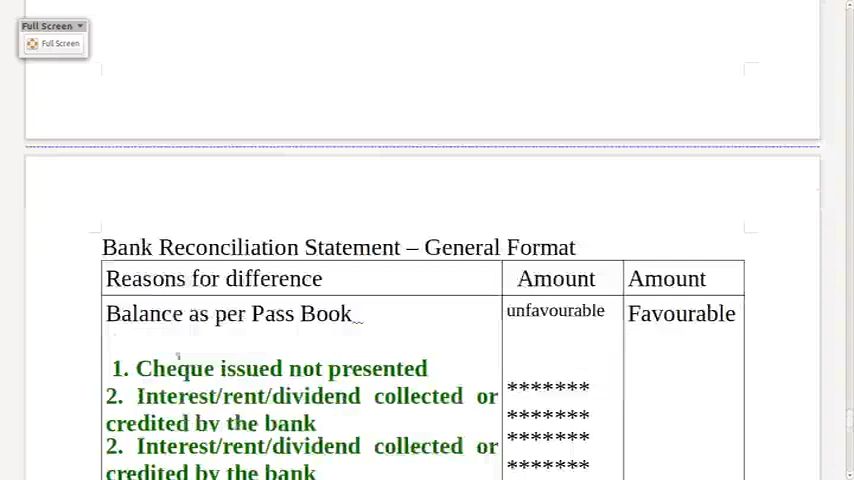 Full Screen
Full Screen
Bank Reconciliation Statement – General Format
Reasons for difference Amount Amount
Balance as per Pass Book unfavourable Favourable
1. Cheque issued not presented
2. Interest/rent/dividend collected or *******
credited by the bank *******
2. Interest/rent/dividend collected or *******
credited by the bank *******